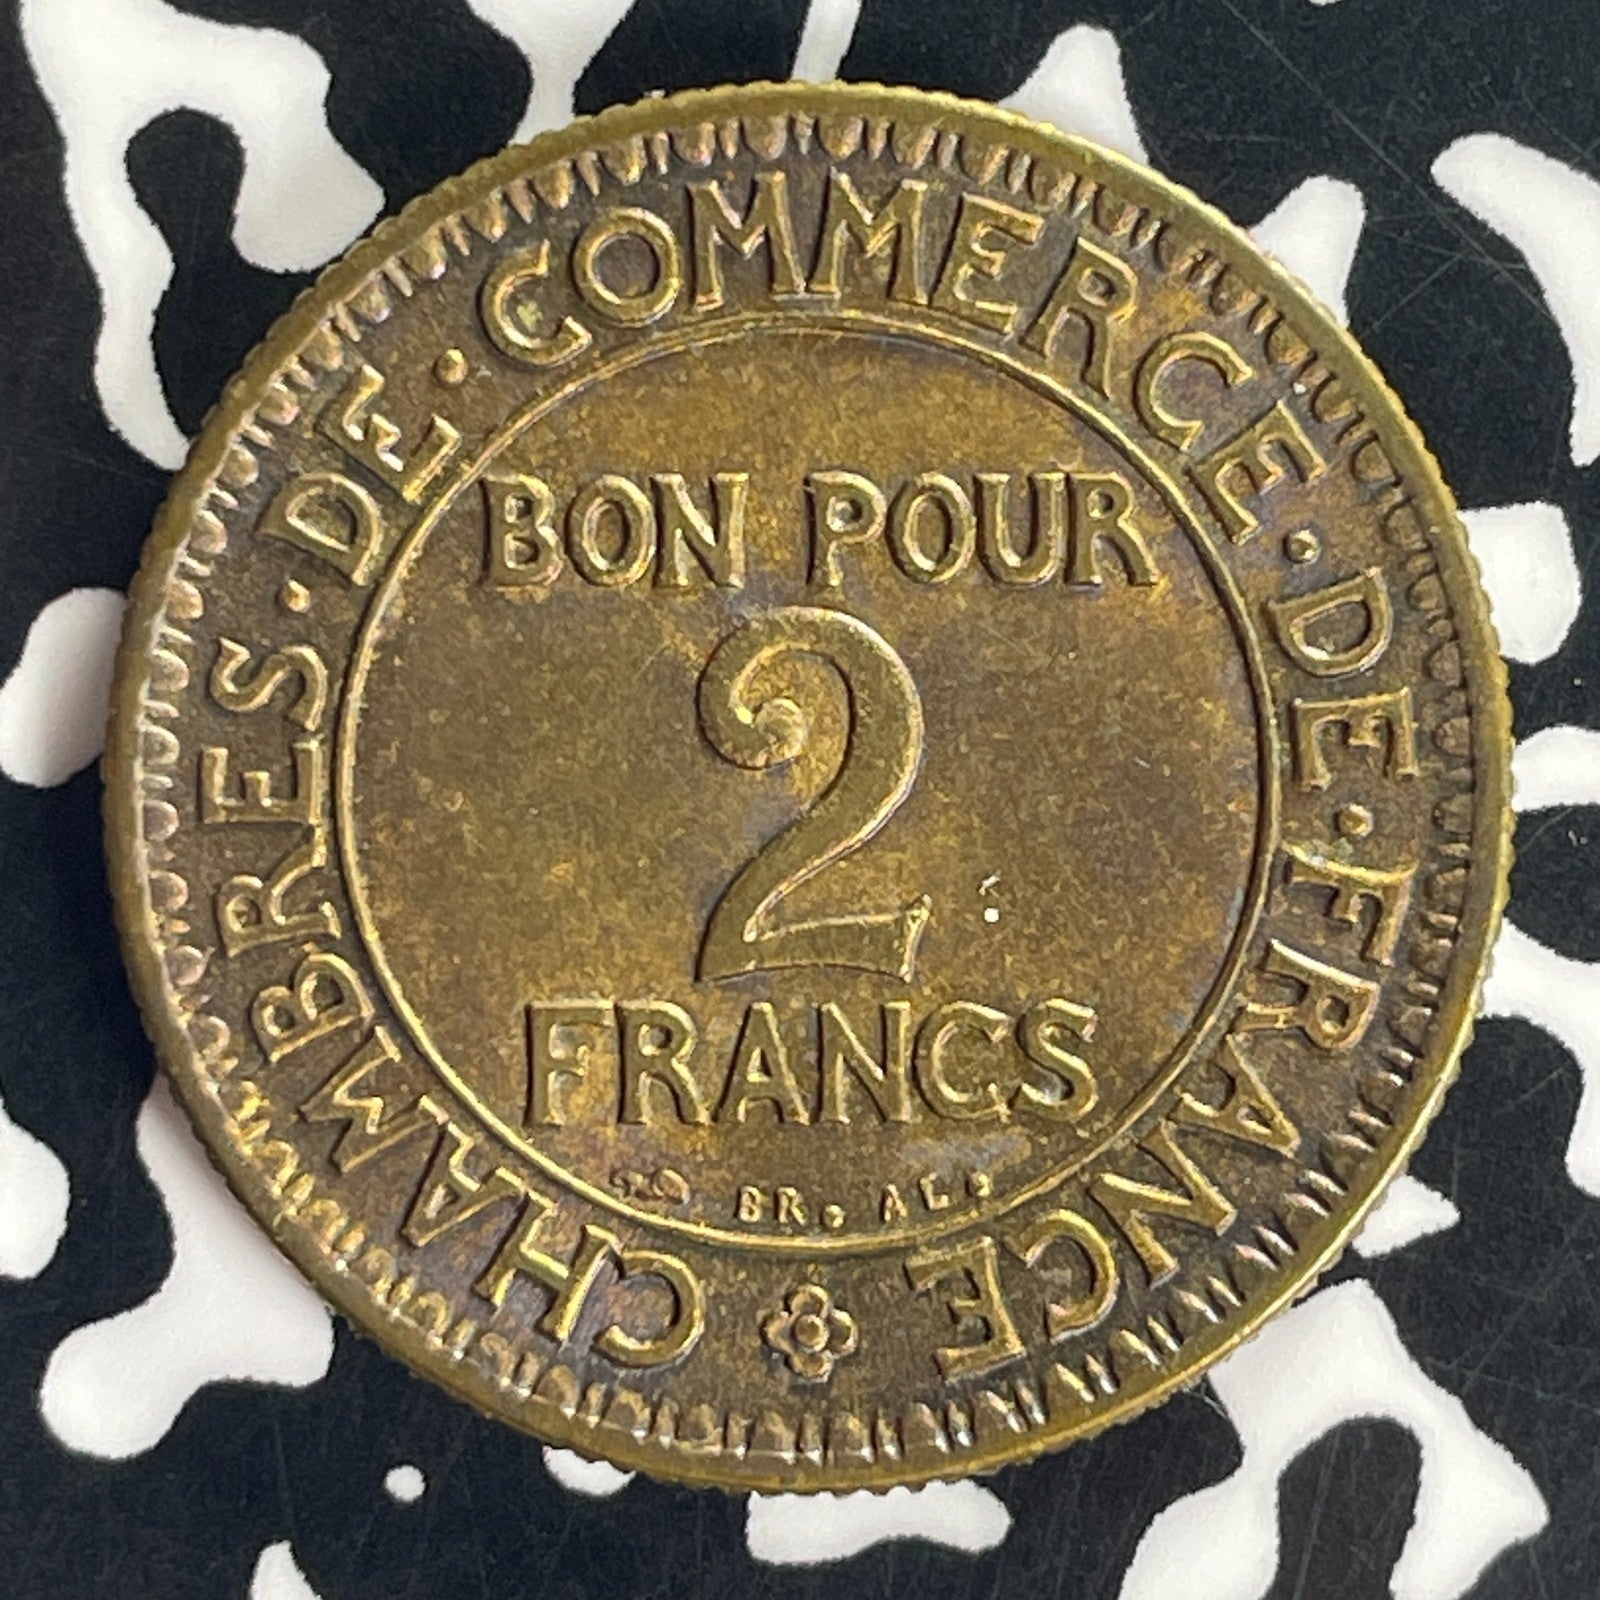 CHAMBRES·DE·COMMERCE·DE·FRANCE
BON POUR
2
FRANCS
BR. AL.